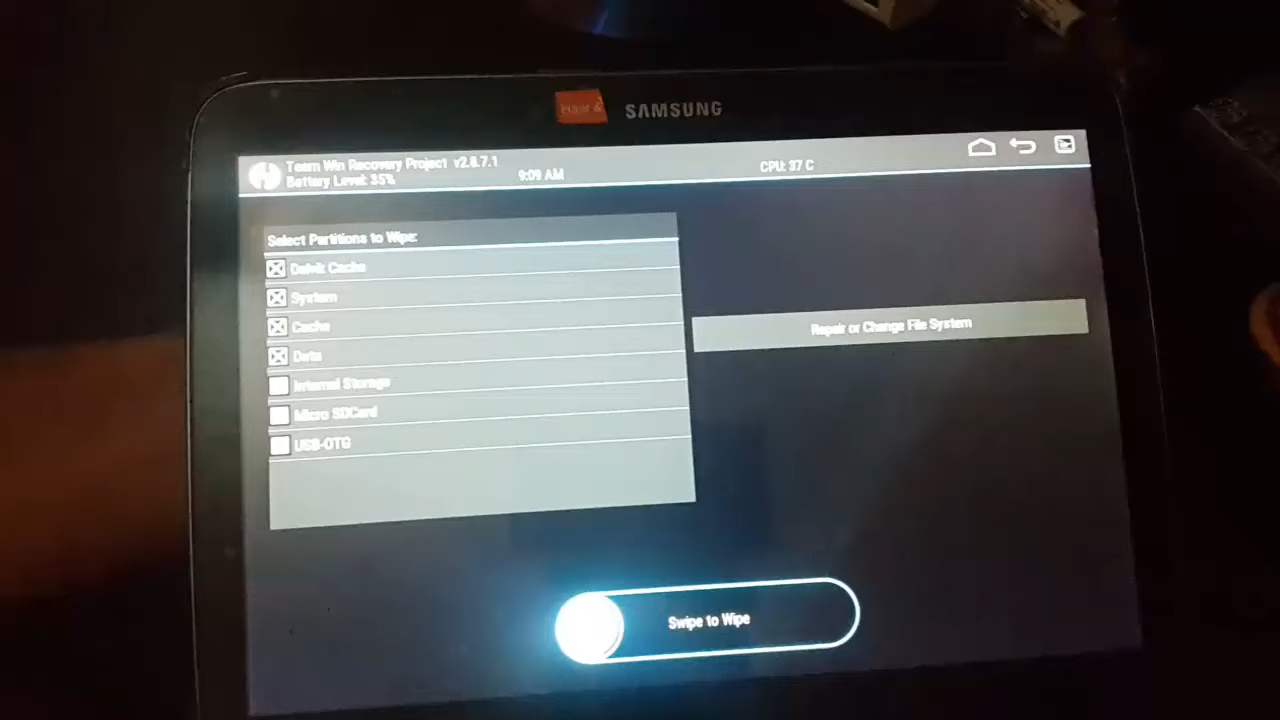 SAMSUNG
Team Win Recovery Project v2.8.7.1
Battery Level: 35%
9:09 AM
CPU: 37 C
Select Partitions to Wipe:
Dalvik Cache
System
Cache
Data
Internal Storage
Micro SDCard
USB-OTG
Repair or Change File System
Swipe to Wipe